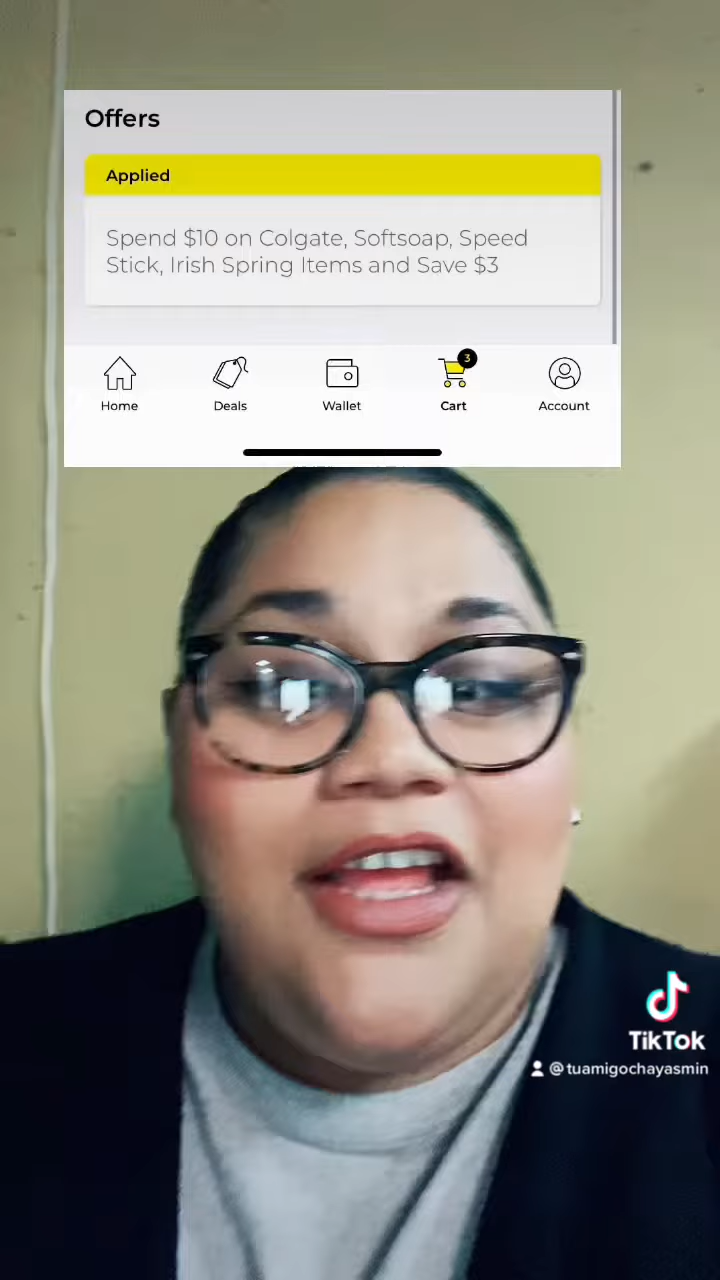 Offers
Applied
Spend $10 on Colgate, Softsoap, Speed
Stick, Irish Spring Items and Save $3
3
Home Deals Wallet Cart Account
TikTok
@tuamigochayasmin